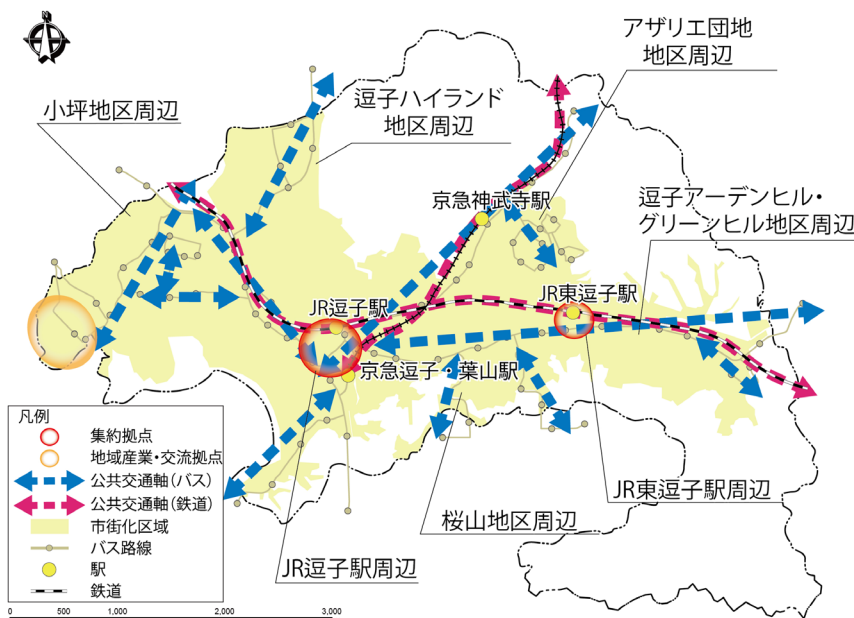 アザリエ団地
地区周辺
小坪地区周辺
逗子ハイランド
地区周辺
京急神武寺駅
逗子アーデンヒル・
グリーンヒル地区周辺
JR逗子駅
JR東逗子駅
京急逗子・葉山駅
JR東逗子駅周辺
桜山地区周辺
JR逗子駅周辺
凡例
集約拠点
地域産業・交流拠点
公共交通軸(バス)
公共交通軸(鉄道)
市街化区域
バス路線
駅
鉄道
0 500 1,000 2,000 3,000